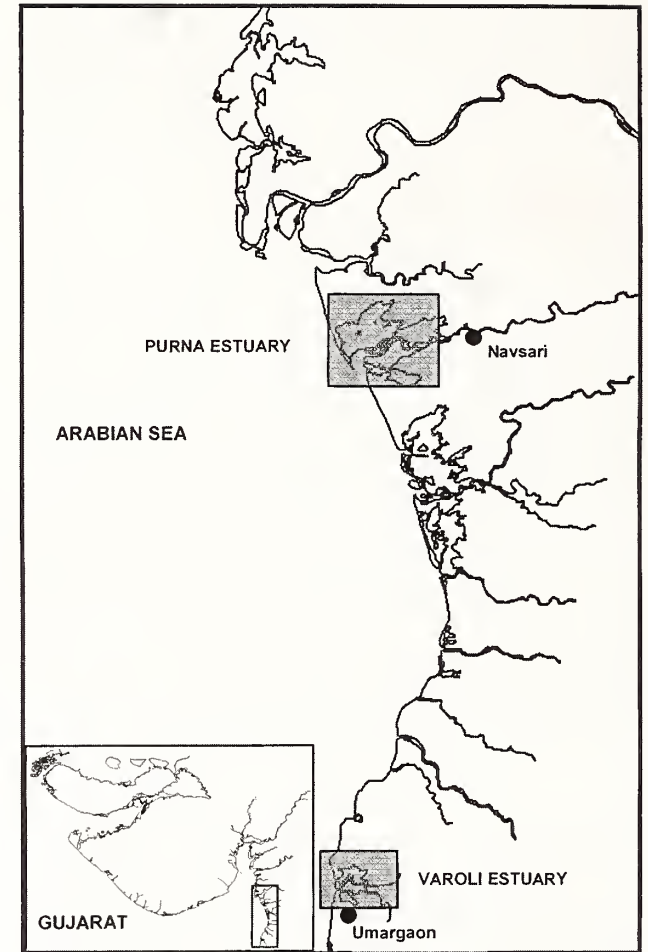 PURNA ESTUARY
Navsari
ARABIAN SEA
VAROLI ESTUARY
GUJARAT
Umargaon